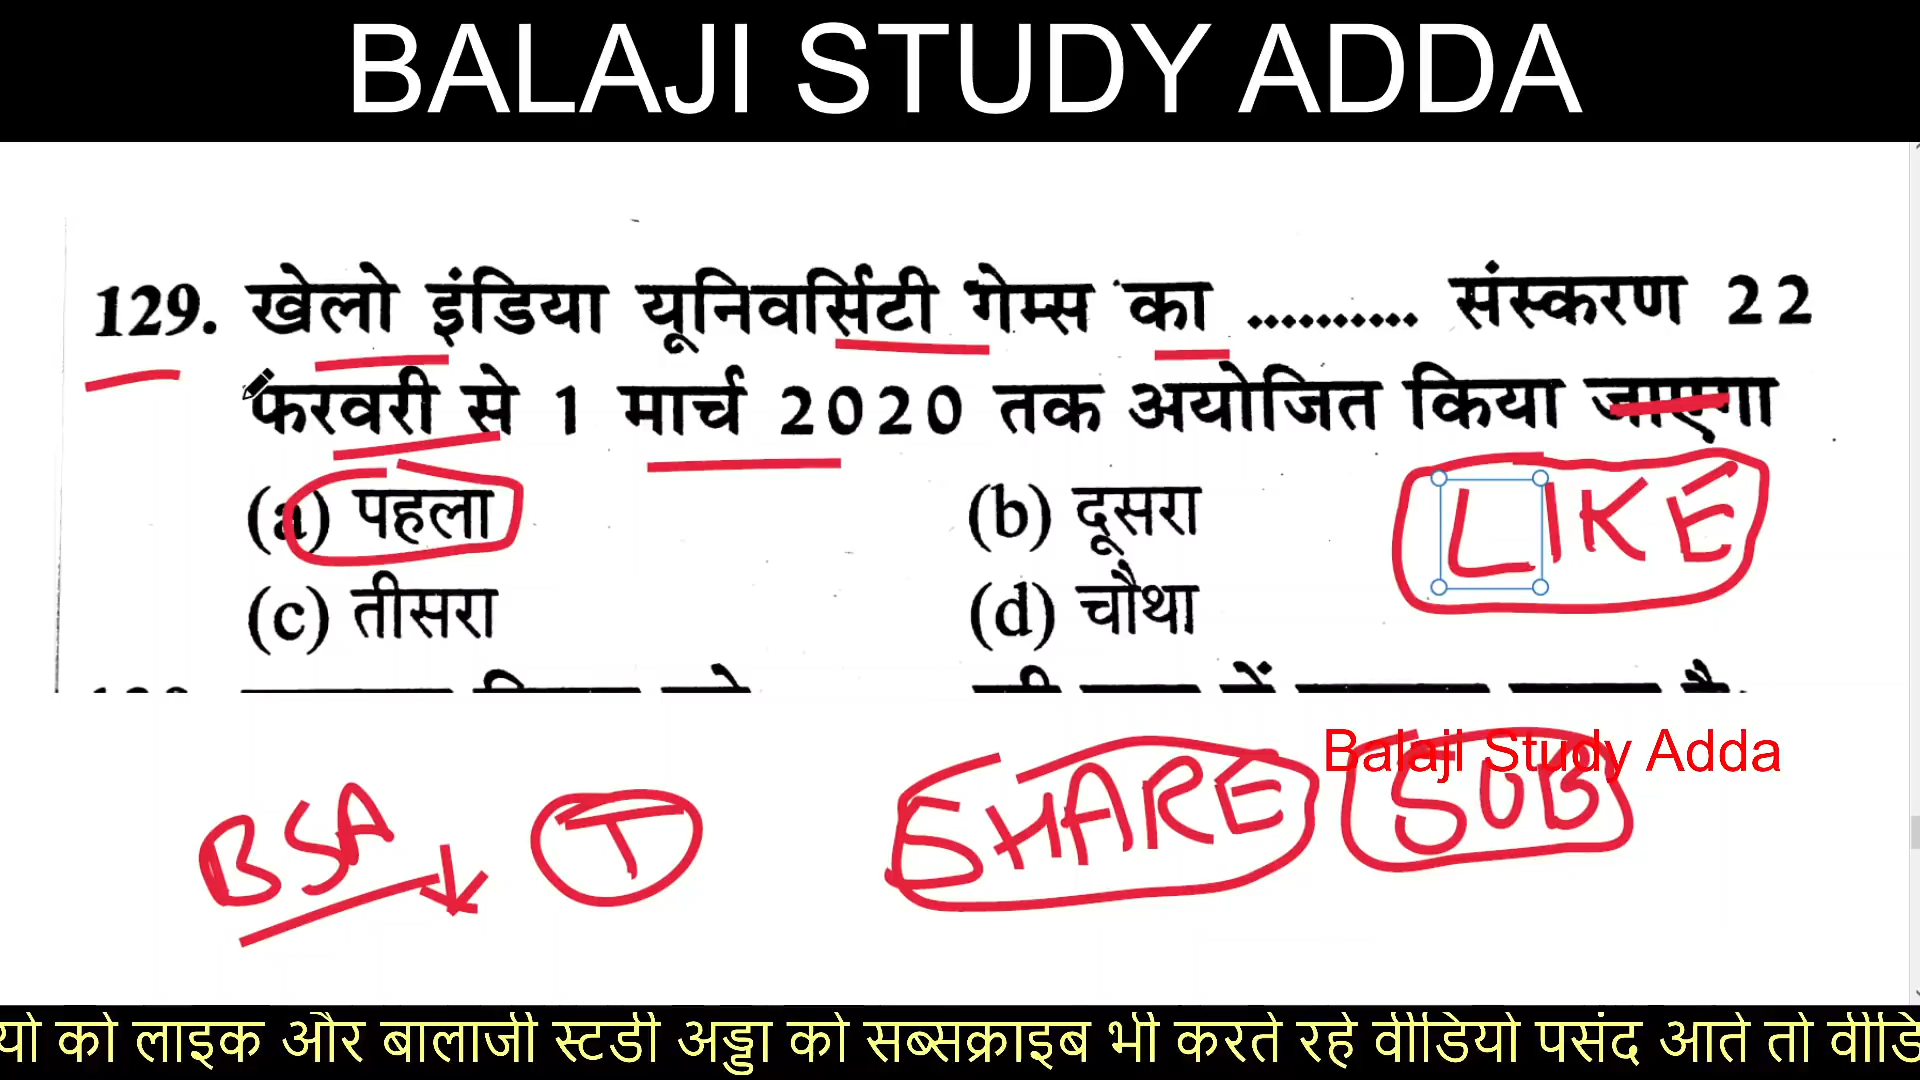 BALAJI STUDY ADDA
129. खेलो इंडिया यूनिवर्सिटी गेम्स का .......... संस्करण 22
फरवरी से 1 मार्च 2020 तक अयोजित किया जाएगा
(a) पहला (b) दूसरा
LIKE
(c) तीसरा (d) चौथा
Balaji Study Adda
BSA T SHARE SUB
को लाइक और बालाजी स्टडी अड्डा को सब्सक्राइब भी करते रहे वीडियो पसंद आते तो